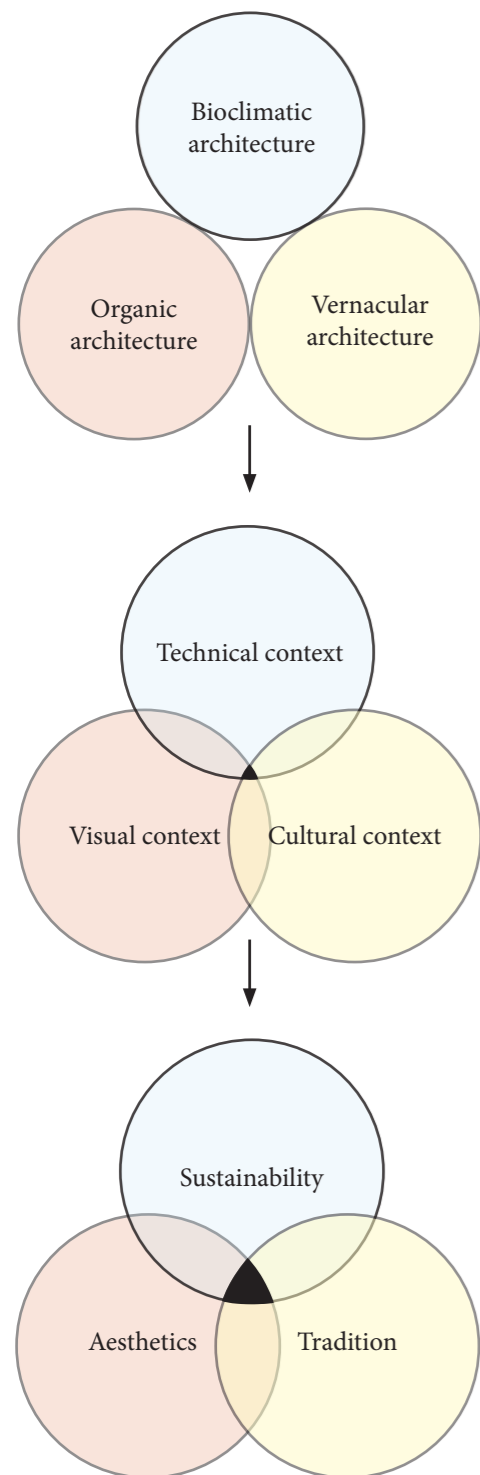 Bioclimatic
architecture
Organic
architecture
Vernacular
architecture
Technical context
Visual context
Cultural context
Sustainability
Aesthetics
Tradition